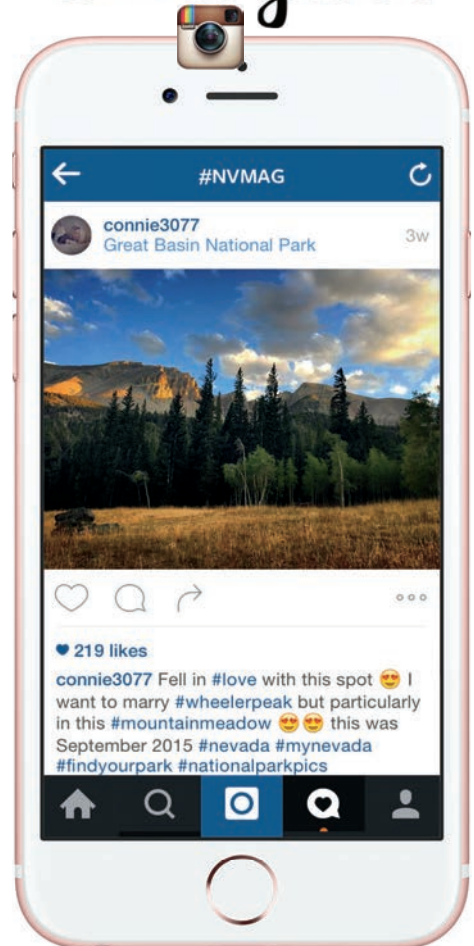 #NVMAG
connie3077
Great Basin National Park
3w
219 likes
connie3077 Fell in #love with this spot 😍 I
want to marry #wheelerpeak but particularly
in this #mountainmeadow 😍😍 this was
September 2015 #nevada #mynevada
#findyourpark #nationalparkpics